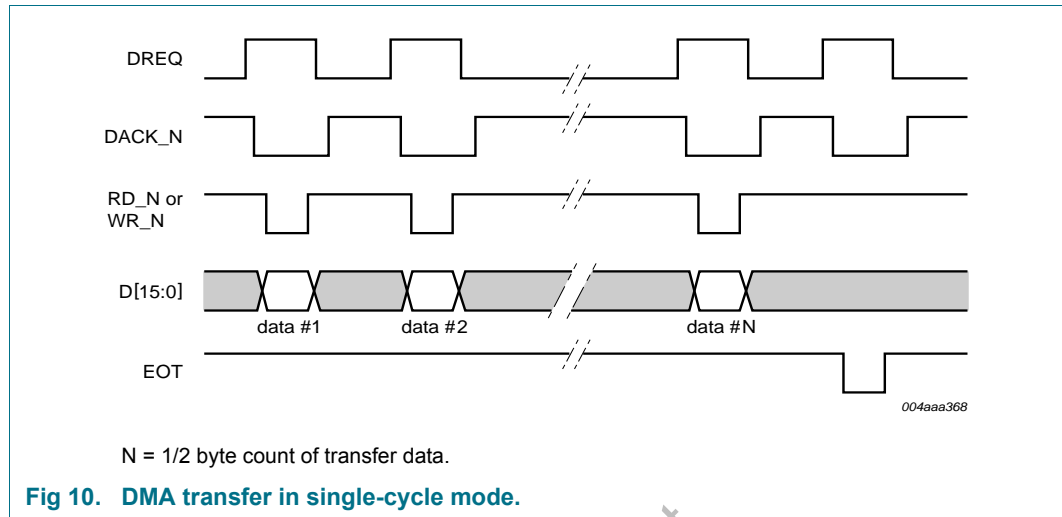 DREQ
DACK_N
RD_N or
WR_N
D[15:0]
data #1
data #2
data #N
EOT
004aaa368
N = 1/2 byte count of transfer data.
Fig 10. DMA transfer in single-cycle mode.